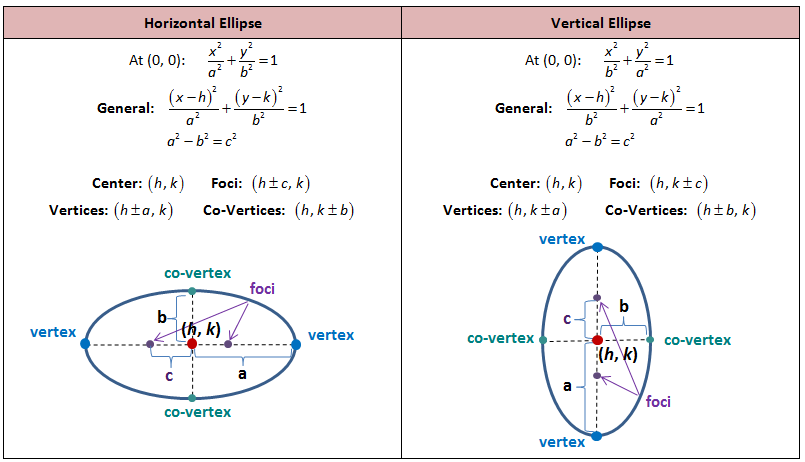 Horizontal Ellipse
At (0, 0): x²/a² + y²/b² = 1
General: (x−h)²/a² + (y−k)²/b² = 1
a² − b² = c²
Center: (h, k) Foci: (h±c, k)
Vertices: (h±a, k) Co-Vertices: (h, k±b)
co-vertex
foci
b
(h, k)
vertex
vertex
c
a
co-vertex
Vertical Ellipse
At (0, 0): x²/b² + y²/a² = 1
General: (x−h)²/b² + (y−k)²/a² = 1
a² − b² = c²
Center: (h, k) Foci: (h, k±c)
Vertices: (h, k±a) Co-Vertices: (h±b, k)
vertex
c
b
co-vertex
co-vertex
(h, k)
a
foci
vertex